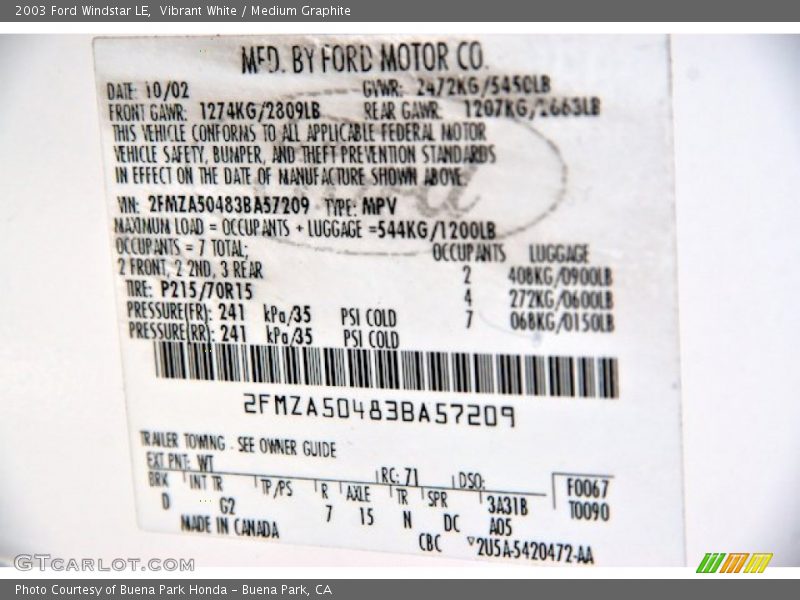 2003 Ford Windstar LE,  Vibrant White / Medium Graphite
MFD. BY FORD MOTOR CO.
DATE: 10/02 GVWR: 2472KG/5450LB
FRONT GAWR: 1274KG/2809LB REAR GAWR: 1207KG/2663LB
THIS VEHICLE CONFORMS TO ALL APPLICABLE FEDERAL MOTOR
VEHICLE SAFETY, BUMPER, AND THEFT PREVENTION STANDARDS
IN EFFECT ON THE DATE OF MANUFACTURE SHOWN ABOVE.
VIN: 2FMZA50483BA57209 TYPE: MPV
MAXIMUM LOAD = OCCUPANTS + LUGGAGE =544KG/1200LB
OCCUPANTS = 7 TOTAL; OCCUPANTS LUGGAGE
2 FRONT, 2 2ND, 3 REAR 2 408KG/0900LB
TIRE: P215/70R15 4 272KG/0600LB
PRESSURE(FR): 241 kPa/35 PSI COLD 7 068KG/0150LB
PRESSURE(RR): 241 kPa/35 PSI COLD
2FMZA50483BA57209
TRAILER TOWING - SEE OWNER GUIDE
EXT PNT: WT RC: 71 DSO: F0067
BRK INT TR TP/PS R AXLE TR SPR 3A31B T0090
D G2 7 15 N DC A05
MADE IN CANADA CBC 2U5A-5420472-AA
GTCARLOT.COM
Photo Courtesy of Buena Park Honda - Buena Park, CA